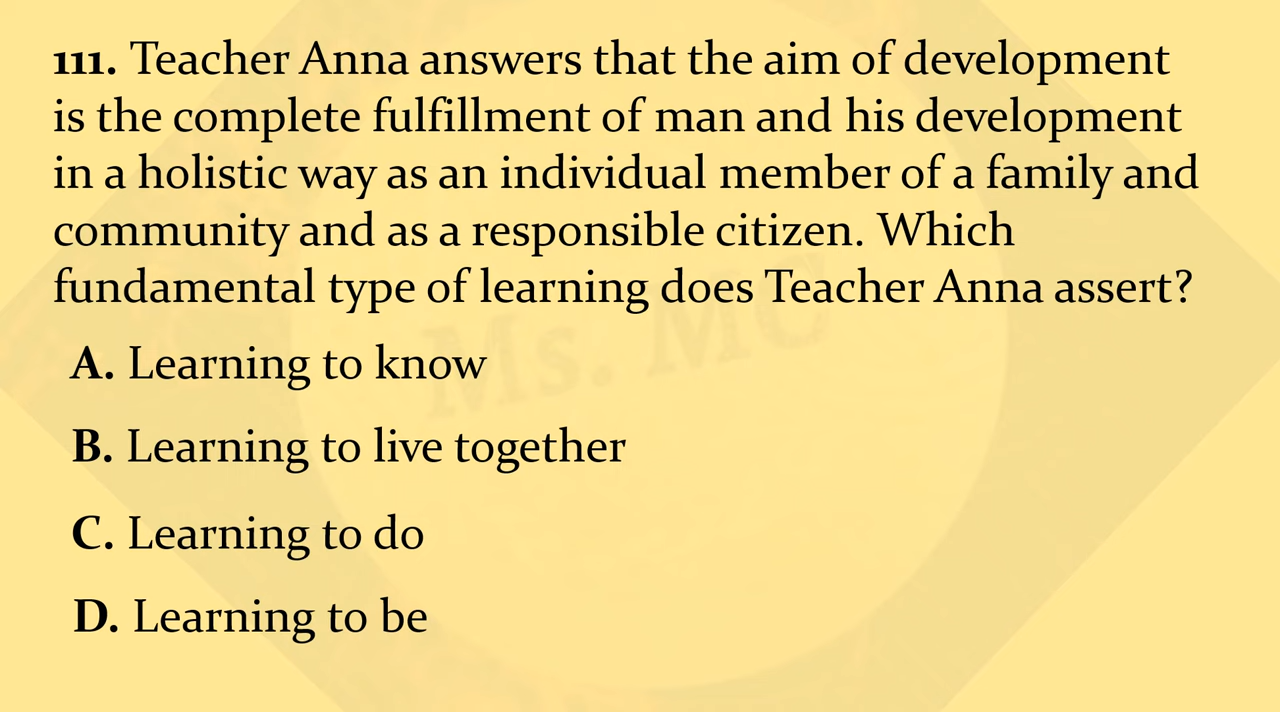 111. Teacher Anna answers that the aim of development
is the complete fulfillment of man and his development
in a holistic way as an individual member of a family and
community and as a responsible citizen. Which
fundamental type of learning does Teacher Anna assert?
Ms. MC
A. Learning to know
B. Learning to live together
C. Learning to do
D. Learning to be